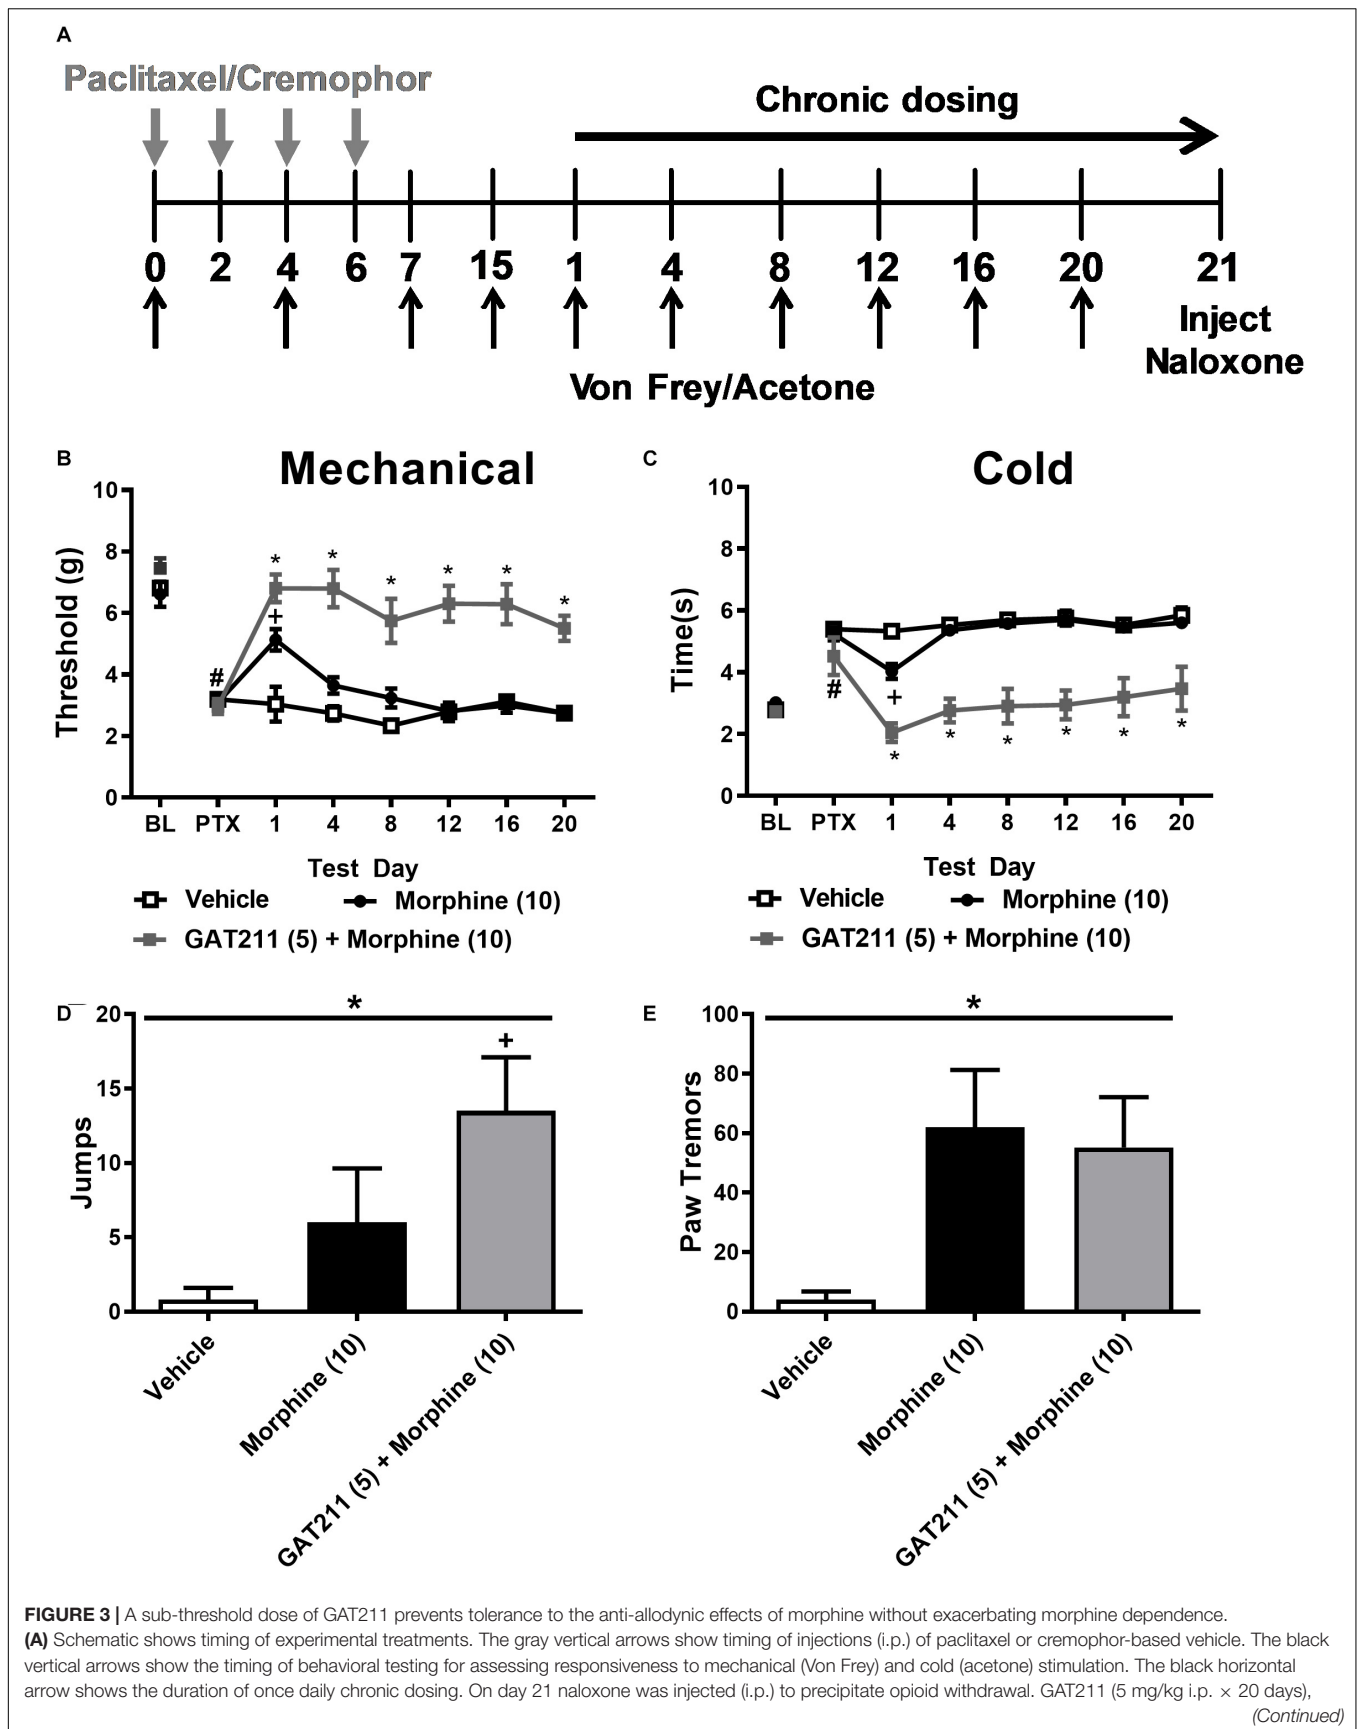 A
Paclitaxel/Cremophor
Chronic dosing
0 2 4 6 7 15 1 4 8 12 16 20 21
Inject
Naloxone
Von Frey/Acetone
B
Mechanical
Threshold (g)
10
8
6
4
2
0
* * * * * *
+
#
BL PTX 1 4 8 12 16 20
Test Day
Vehicle Morphine (10)
GAT211 (5) + Morphine (10)
C
Cold
Time(s)
10
8
6
4
2
0
#
+
* * * * * *
BL PTX 1 4 8 12 16 20
Test Day
Vehicle Morphine (10)
GAT211 (5) + Morphine (10)
D
Jumps
20
15
10
5
0
*
+
Vehicle
Morphine (10)
GAT211 (5) + Morphine (10)
E
Paw Tremors
100
80
60
40
20
0
*
Vehicle
Morphine (10)
GAT211 (5) + Morphine (10)
FIGURE 3 | A sub-threshold dose of GAT211 prevents tolerance to the anti-allodynic effects of morphine without exacerbating morphine dependence.
(A) Schematic shows timing of experimental treatments. The gray vertical arrows show timing of injections (i.p.) of paclitaxel or cremophor-based vehicle. The black
vertical arrows show the timing of behavioral testing for assessing responsiveness to mechanical (Von Frey) and cold (acetone) stimulation. The black horizontal
arrow shows the duration of once daily chronic dosing. On day 21 naloxone was injected (i.p.) to precipitate opioid withdrawal. GAT211 (5 mg/kg i.p. × 20 days),
(Continued)